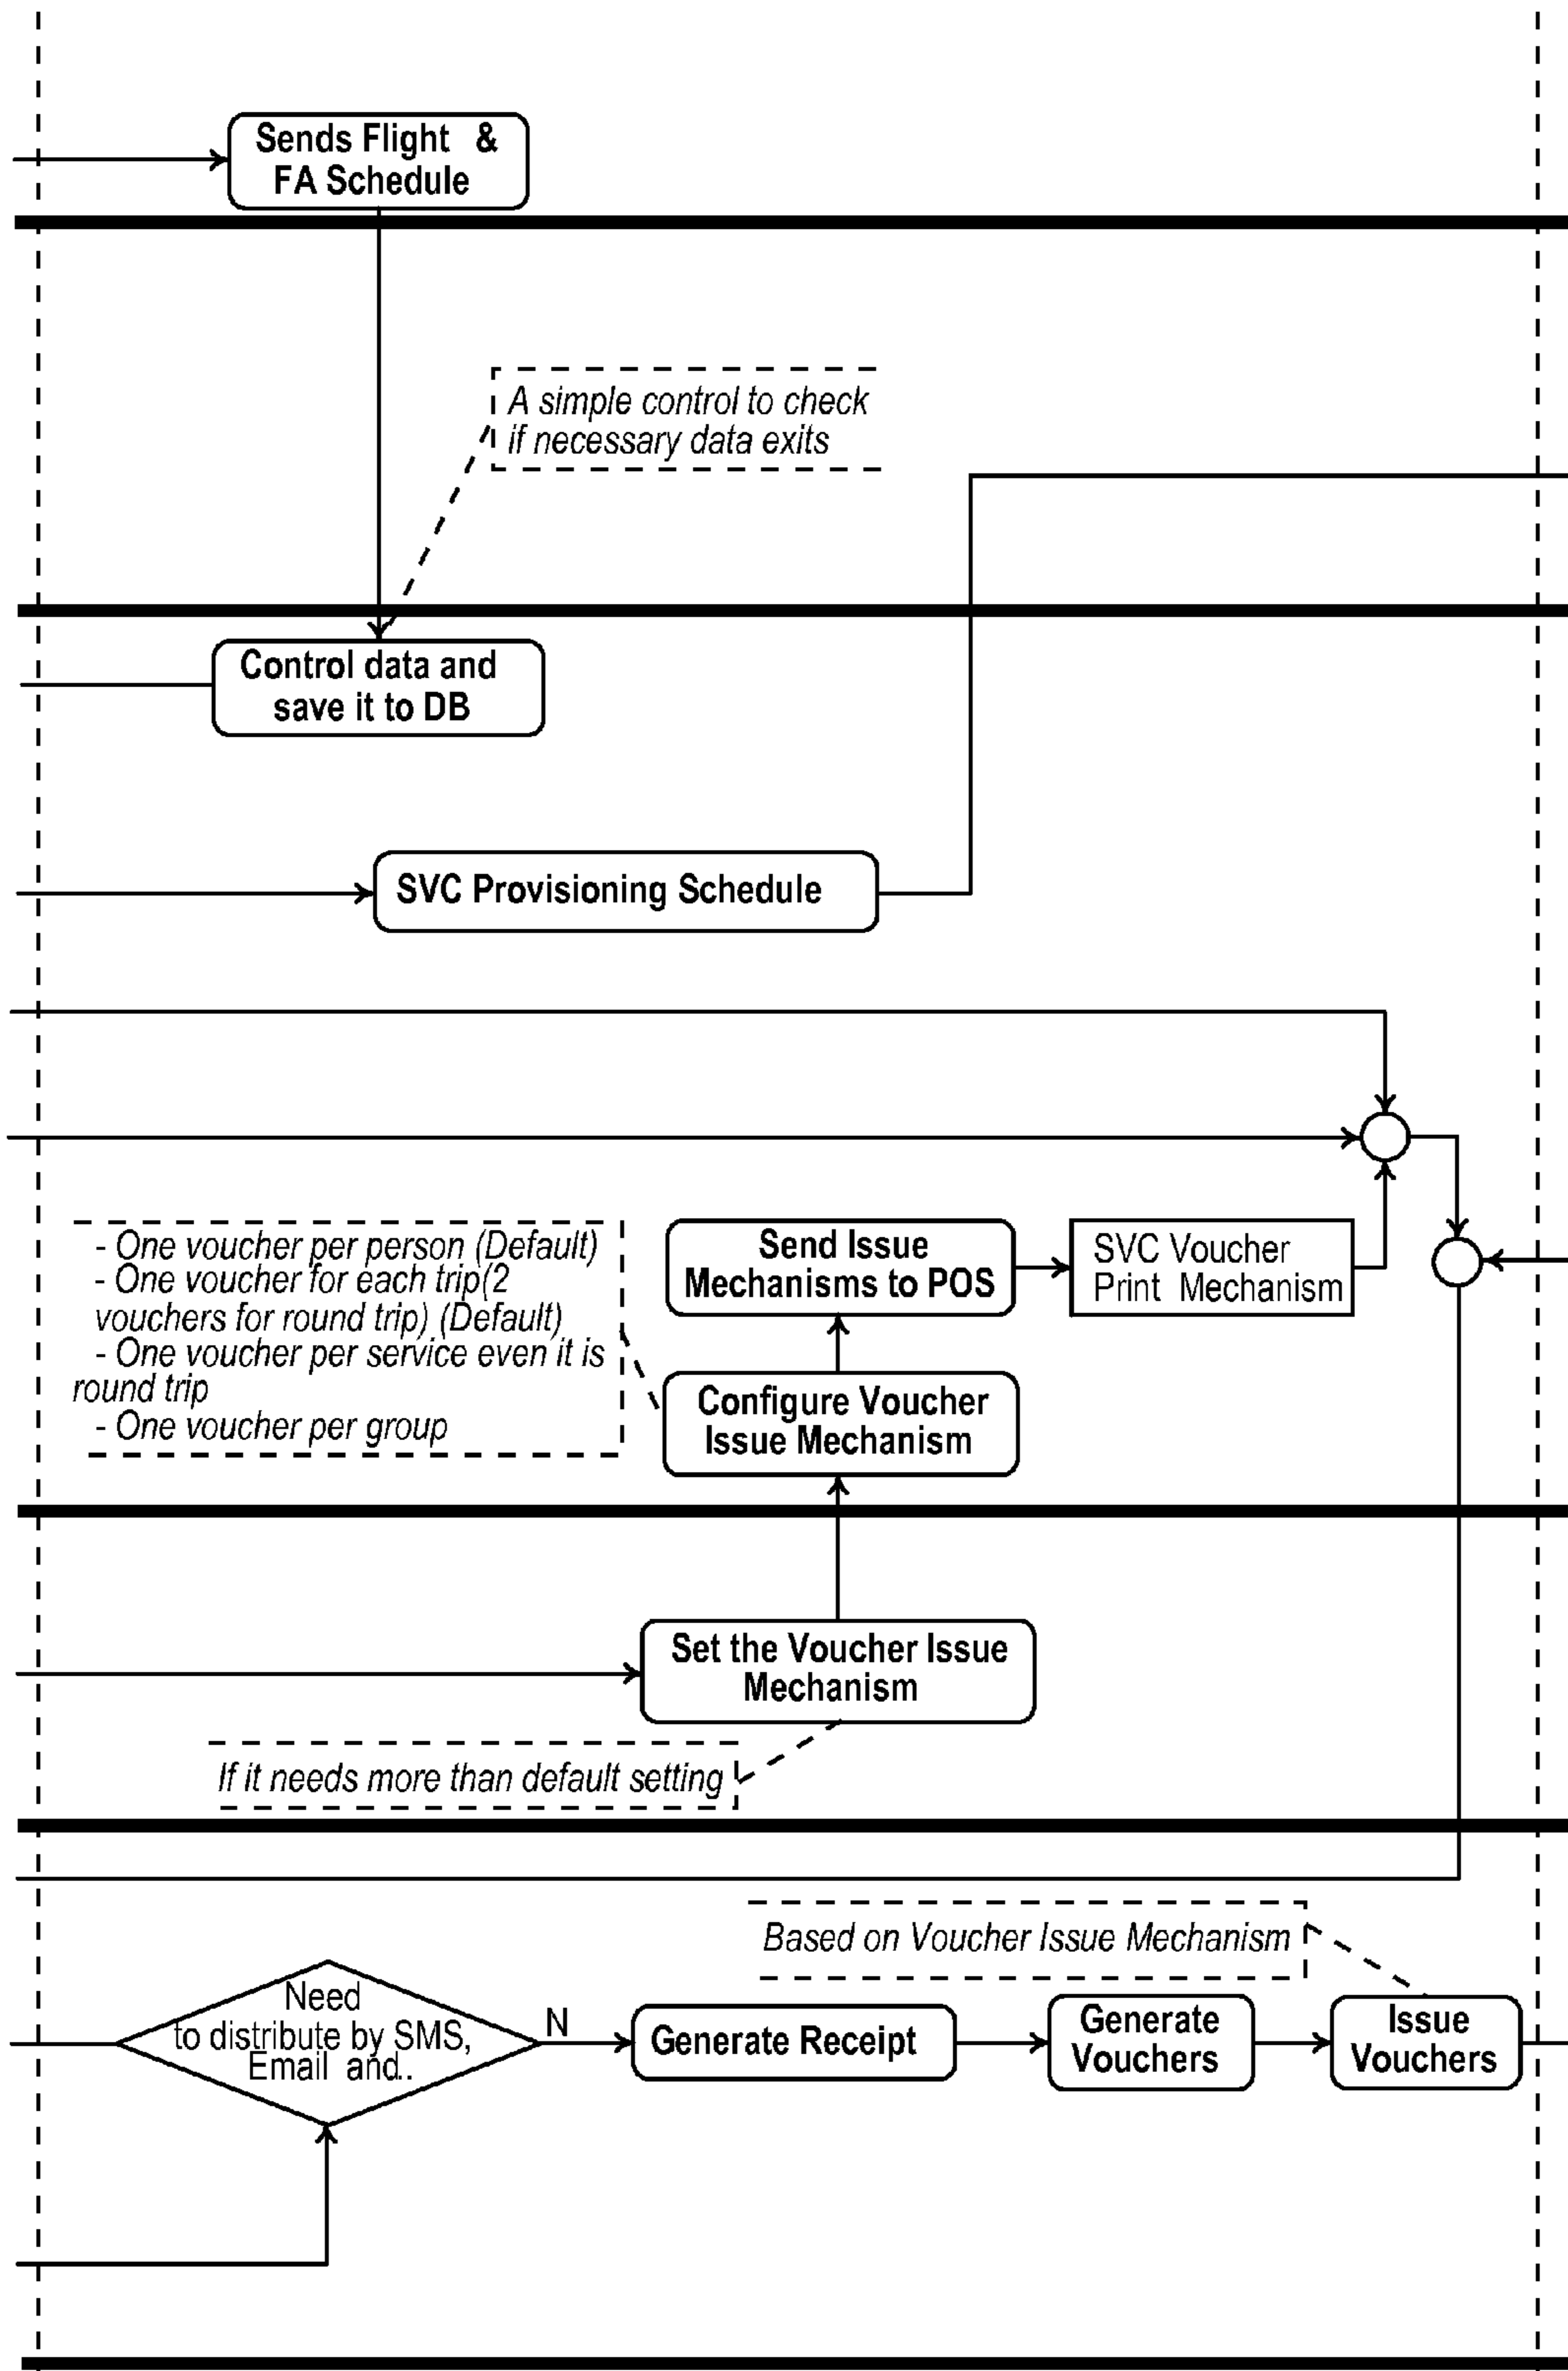 Sends Flight &
FA Schedule
A simple control to check
if necessary data exits
Control data and
save it to DB
SVC Provisioning Schedule
- One voucher per person (Default)
- One voucher for each trip(2
vouchers for round trip) (Default)
- One voucher per service even it is
round trip
- One voucher per group
Send Issue
Mechanisms to POS
SVC Voucher
Print Mechanism
Configure Voucher
Issue Mechanism
Set the Voucher Issue
Mechanism
If it needs more than default setting
Based on Voucher Issue Mechanism
Need
to distribute by SMS,
Email and..
N
Generate Receipt
Generate
Vouchers
Issue
Vouchers